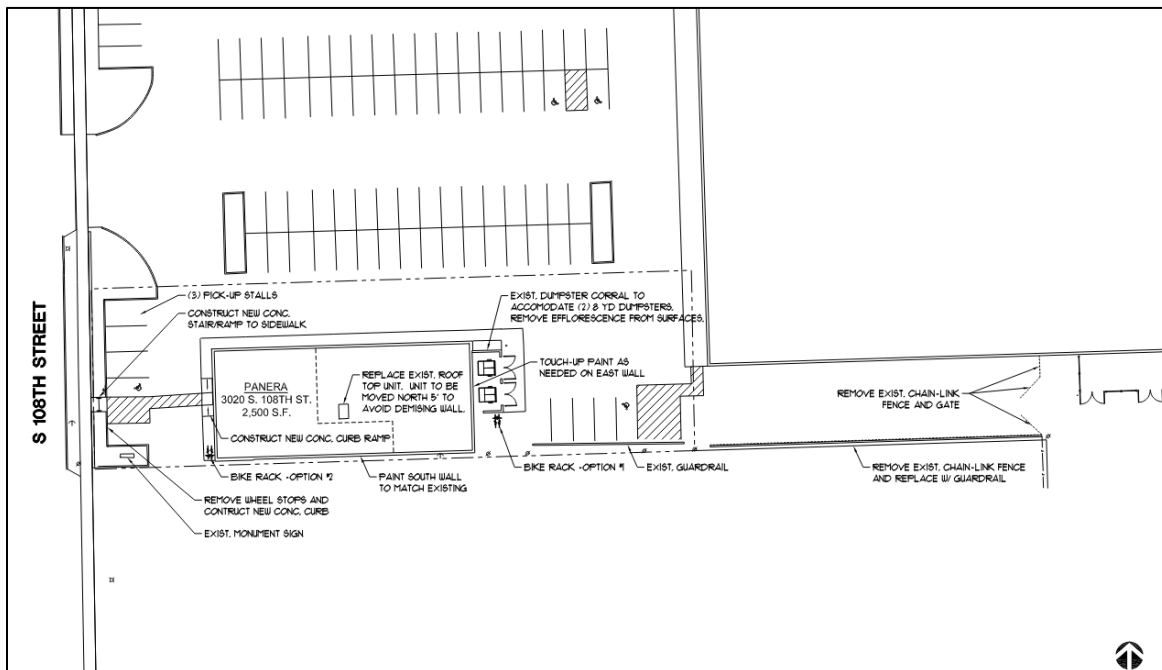 S 108TH STREET
(3) PICK-UP STALLS
CONSTRUCT NEW CONC.
STAIR/RAMP TO SIDEWALK
EXIST. DUMPSTER CORRAL TO
ACCOMODATE (2) 8 YD DUMPSTERS.
REMOVE EFFLORESCENCE FROM SURFACES.
TOUCH-UP PAINT AS
NEEDED ON EAST WALL
PANERA
3020 S. 108TH ST.
2,500 S.F.
REPLACE EXIST. ROOF
TOP UNIT. UNIT TO BE
MOVED NORTH 5' TO
AVOID DEMISING WALL.
REMOVE EXIST. CHAIN-LINK
FENCE AND GATE
CONSTRUCT NEW CONC. CURB RAMP
BIKE RACK -OPTION #2
PAINT SOUTH WALL
TO MATCH EXISTING
BIKE RACK -OPTION #1
EXIST. GUARDRAIL
REMOVE EXIST. CHAIN-LINK FENCE
AND REPLACE W/ GUARDRAIL
REMOVE WHEEL STOPS AND
CONTRUCT NEW CONC. CURB
EXIST. MONUMENT SIGN